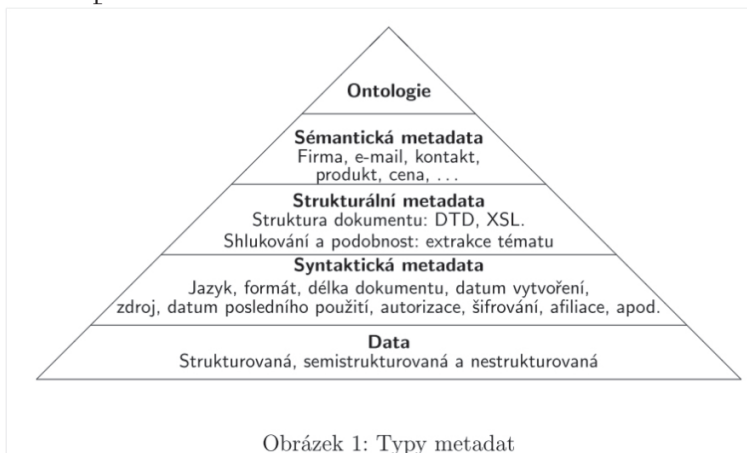 Ontologie
Sémantická metadata
Firma, e-mail, kontakt,
produkt, cena, ...
Strukturální metadata
Struktura dokumentu: DTD, XSL.
Shlukování a podobnost: extrakce tématu
Syntaktická metadata
Jazyk, formát, délka dokumentu, datum vytvoření,
zdroj, datum posledního použití, autorizace, šifrování, afiliace, apod.
Data
Strukturovaná, semistrukturovaná a nestrukturovaná
Obrázek 1: Typy metadat